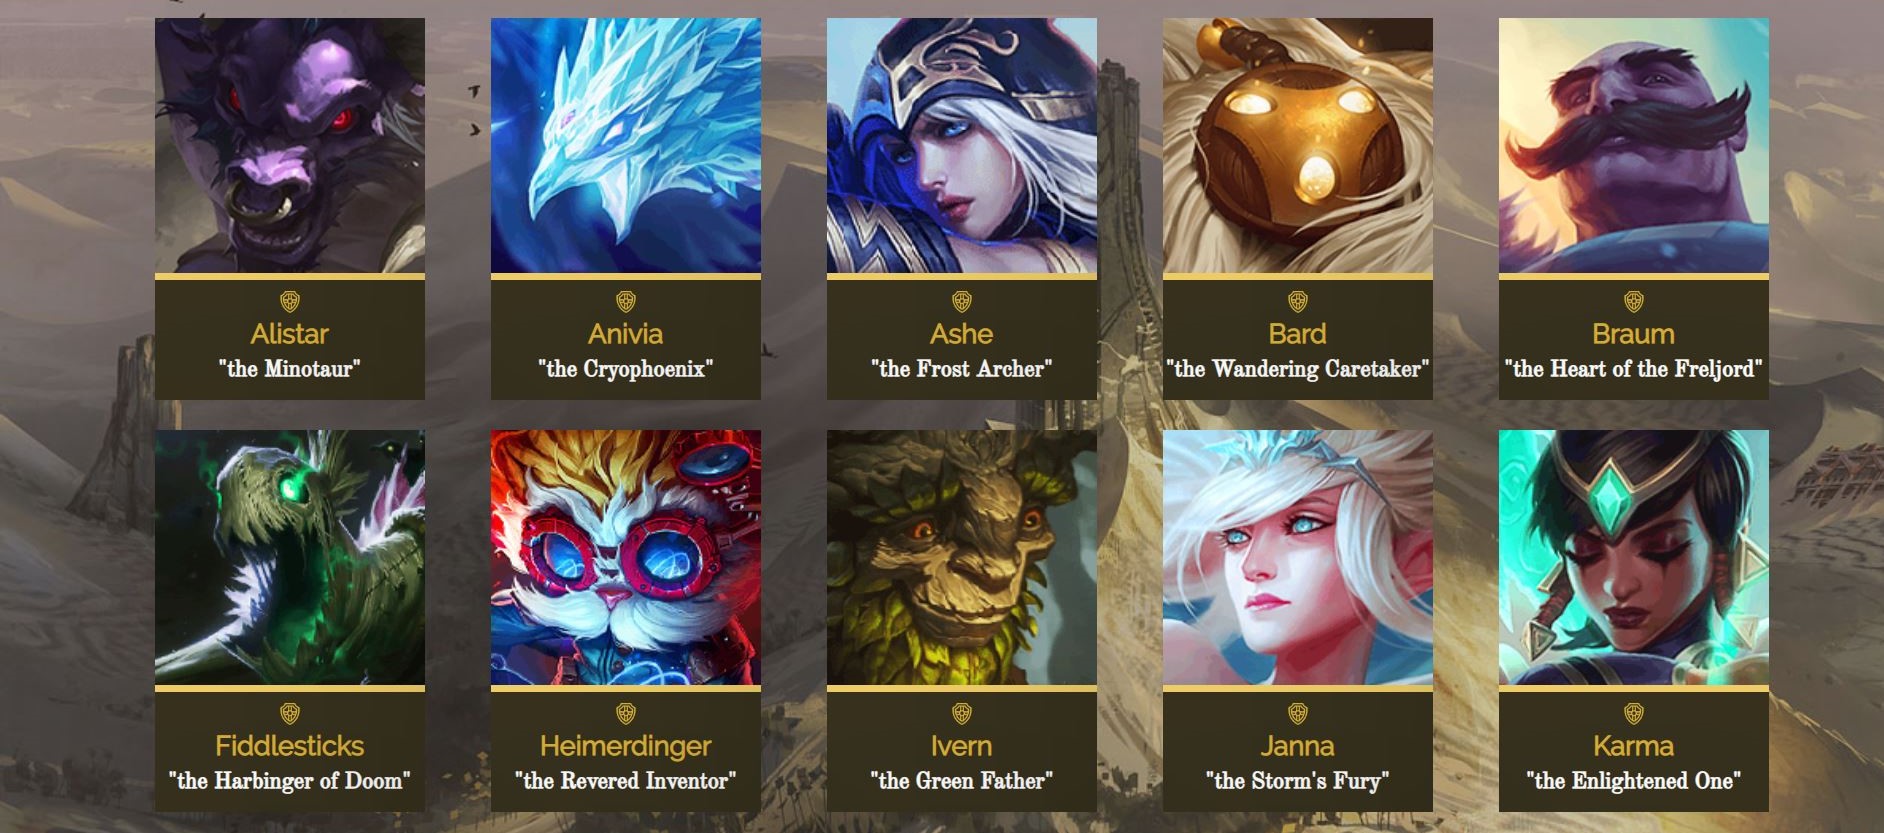 Alistar
"the Minotaur"
Anivia
"the Cryophoenix"
Ashe
"the Frost Archer"
Bard
"the Wandering Caretaker"
Braum
"the Heart of the Freljord"
Fiddlesticks
"the Harbinger of Doom"
Heimerdinger
"the Revered Inventor"
Ivern
"the Green Father"
Janna
"the Storm's Fury"
Karma
"the Enlightened One"